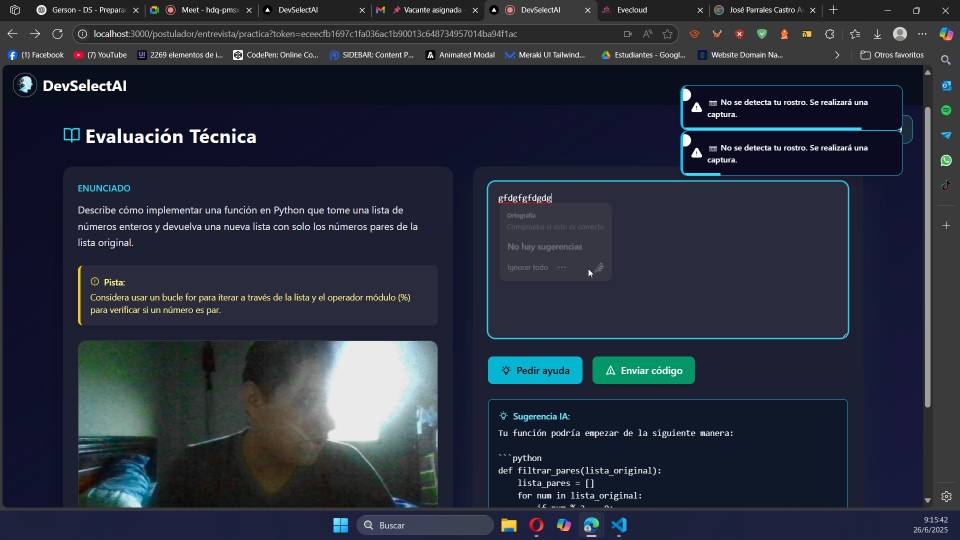 Gerson - DS - Prepara
Meet - hdq-pmsx
DevSelectAI
Vacante asignada
DevSelectAI
Evecloud
José Parrales Castro A
localhost:3000/postulador/entrevista/practica?token=
(1) Facebook
(7) YouTube
2269 elementos de i...
CodePen: Online Co...
SIDEBAR: Content P...
Animated Modal
Meraki UI Tailwind...
Estudiantes - Googl...
Website Domain Na...
Otros favoritos
DevSelectAI
No se detecta tu rostro. Se realizará una
captura.
No se detecta tu rostro. Se realizará una
captura.
Evaluación Técnica
ENUNCIADO
Describe cómo implementar una función en Python que tome una lista de
números enteros y devuelva una nueva lista con solo los números pares de la
lista original.
Pista:
Considera usar un bucle for para iterar a través de la lista y el operador módulo (%)
para verificar si un número es par.
gfdgfgfdgdg
Ortografía
Comprueba si esto es correcto
No hay sugerencias
Ignorar todo ...
Pedir ayuda
Enviar código
Sugerencia IA:
Tu función podría empezar de la siguiente manera:
```python
def filtrar_pares(lista_original):
    lista_pares = []
    for num in lista_original:
Buscar
9:15:42
26/6/2025